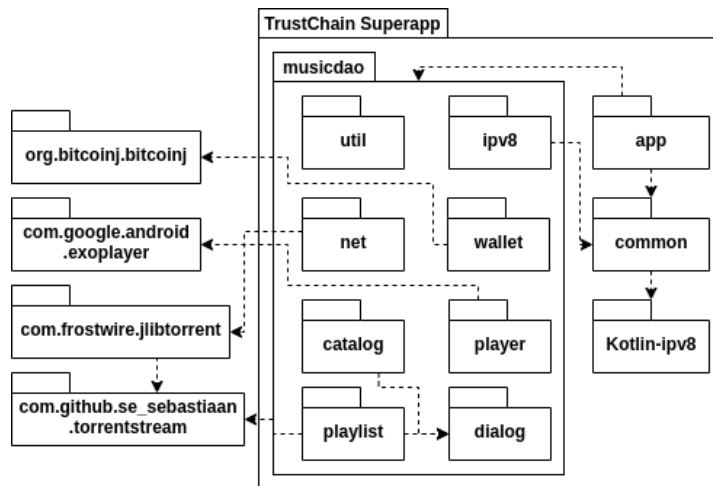 TrustChain Superapp
musicdao
util
ipv8
app
org.bitcoinj.bitcoinj
com.google.android
.exoplayer
net
wallet
common
com.frostwire.jlibtorrent
catalog
player
Kotlin-ipv8
com.github.se_sebastiaan
.torrentstream
playlist
dialog